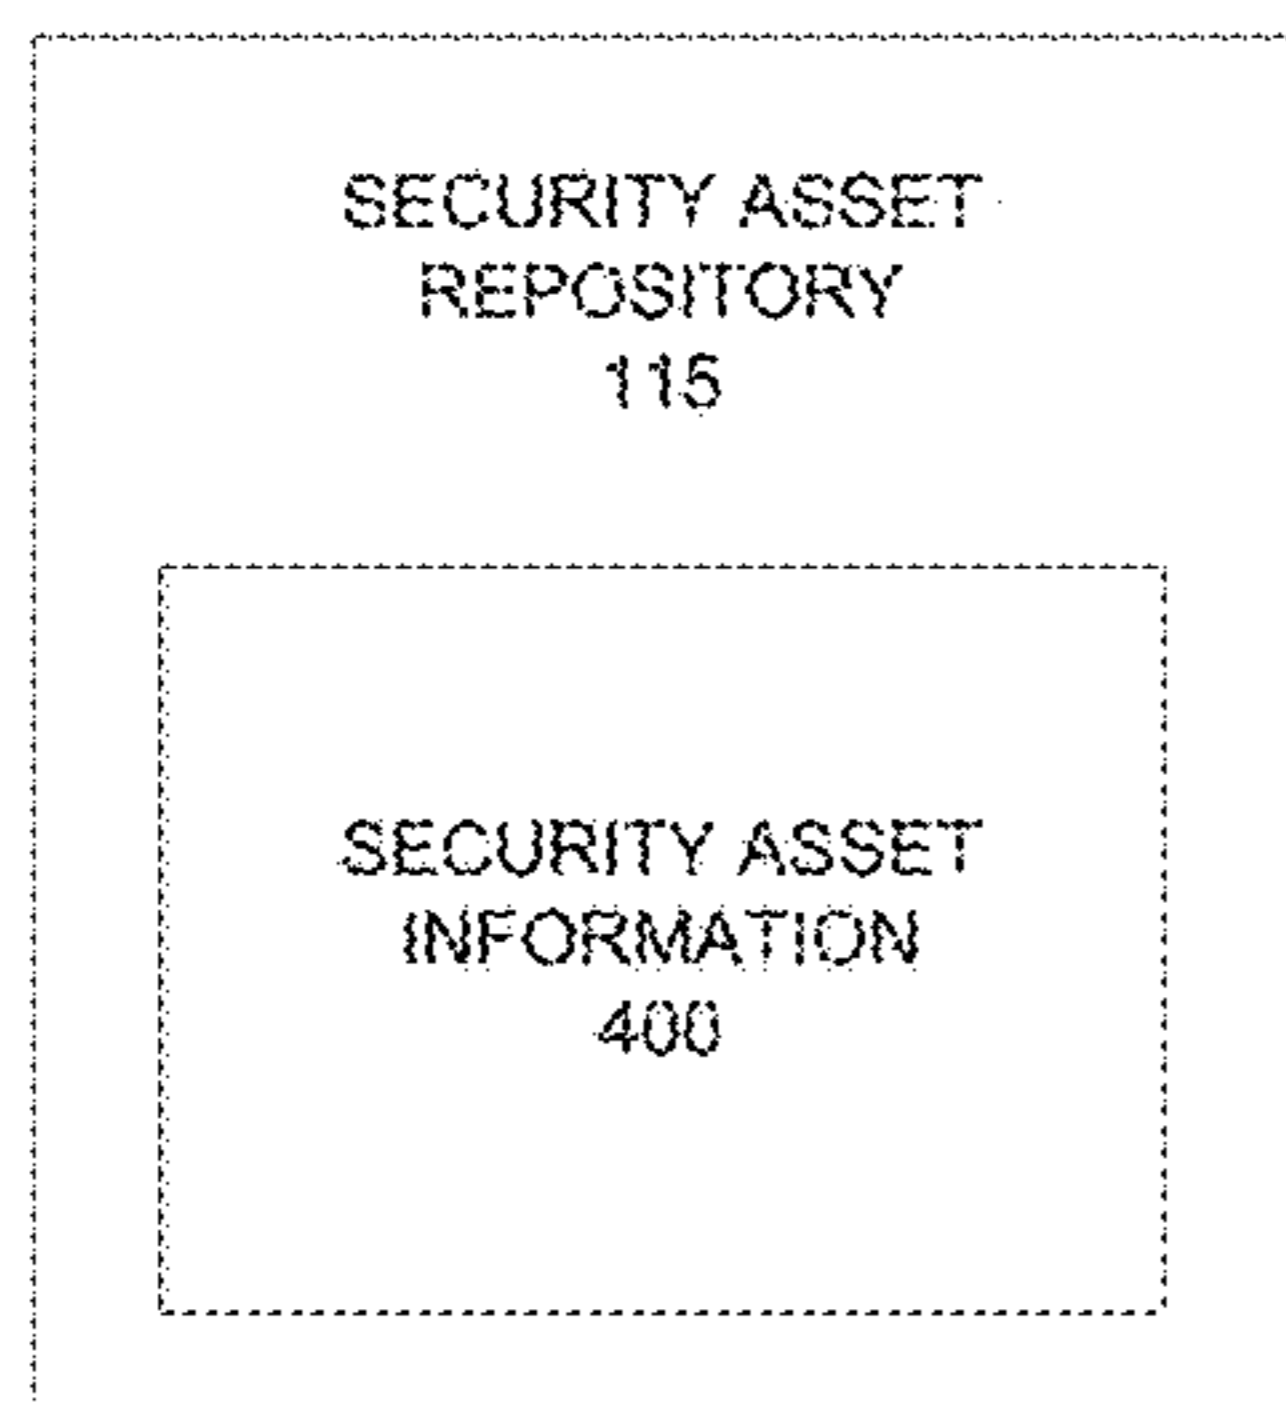 SECURITY ASSET
REPOSITORY
115
SECURITY ASSET
INFORMATION
400